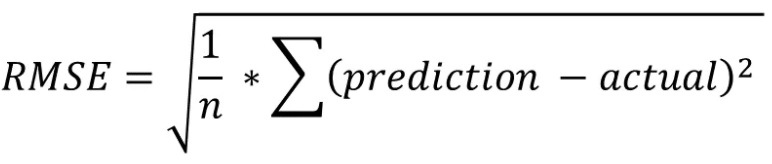 RMSE = √(1/n * ∑(prediction − actual)²)